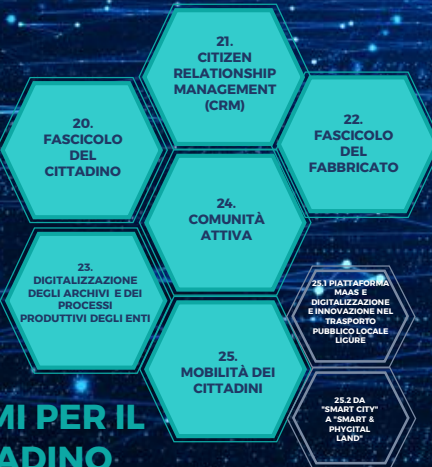 21.
CITIZEN
RELATIONSHIP
MANAGEMENT
(CRM)
20.
FASCICOLO
DEL
CITTADINO
22.
FASCICOLO
DEL
FABBRICATO
24.
COMUNITÀ
ATTIVA
23.
DIGITALIZZAZIONE
DEGLI ARCHIVI E DEI
PROCESSI
PRODUTTIVI DEGLI ENTI
25.1 PIATTAFORMA
MAAS E
DIGITALIZZAZIONE
E INNOVAZIONE NEL
TRASPORTO
PUBBLICO LOCALE
LIGURE
25.
MOBILITÀ DEI
CITTADINI
25.2 DA
"SMART CITY"
A "SMART &
PHYGITAL
LAND"
MI PER IL
TADINO